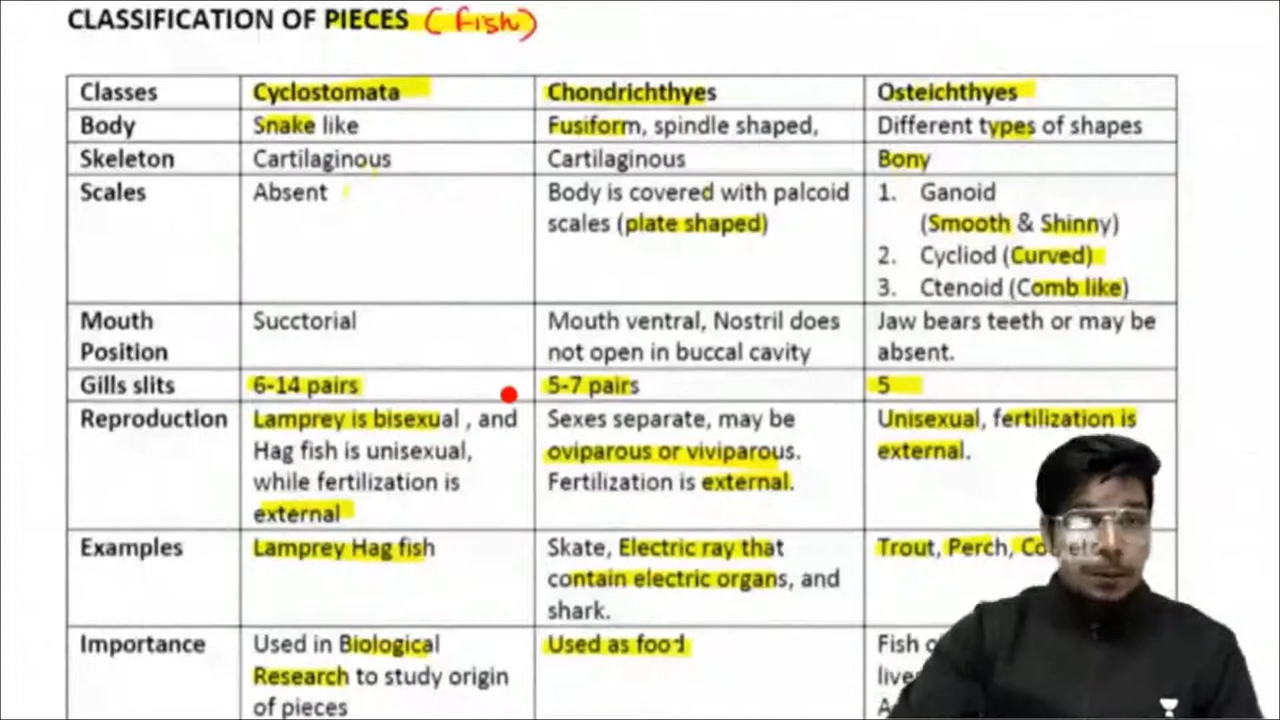 CLASSIFICATION OF PIECES (fish)
Classes Cyclostomata Chondrichthyes Osteichthyes
Body Snake like Fusiform, spindle shaped, Different types of shapes
Skeleton Cartilaginous Cartilaginous Bony
Scales Absent Body is covered with palcoid 1. Ganoid
scales (plate shaped) (Smooth & Shinny)
2. Cycliod (Curved)
3. Ctenoid (Comb like)
Mouth Succtorial Mouth ventral, Nostril does Jaw bears teeth or may be
Position not open in buccal cavity absent.
Gills slits 6-14 pairs 5-7 pairs 5
Reproduction Lamprey is bisexual , and Sexes separate, may be Unisexual, fertilization is
Hag fish is unisexual, oviparous or viviparous. external.
while fertilization is Fertilization is external.
external
Examples Lamprey Hag fish Skate, Electric ray that Trout, Perch,
contain electric organs, and
shark.
Importance Used in Biological Used as food Fish
Research to study origin
of pieces